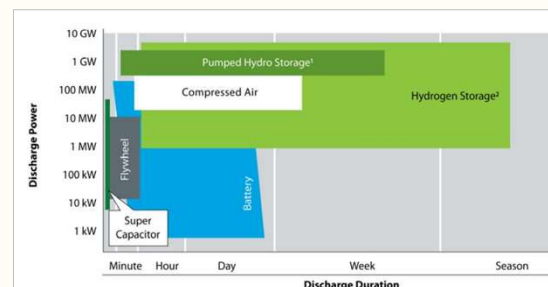 10 GW
1 GW
100 MW
10 MW
1 MW
100 kW
10 kW
1 kW
Discharge Power
Pumped Hydro Storage¹
Compressed Air
Hydrogen Storage²
Flywheel
Battery
Super
Capacitor
Minute Hour Day Week Season
Discharge Duration